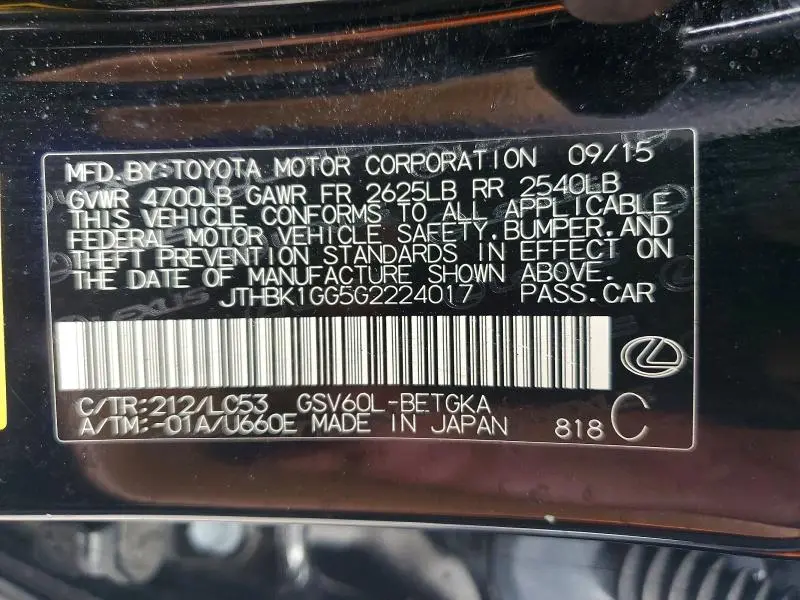 MFD.BY:TOYOTA MOTOR CORPORATION 09/15
GVWR 4700LB GAWR FR 2625LB RR 2540LB
THIS VEHICLE CONFORMS TO ALL APPLICABLE
FEDERAL MOTOR VEHICLE SAFETY,BUMPER,AND
THEFT PREVENTION STANDARDS IN EFFECT ON
THE DATE OF MANUFACTURE SHOWN ABOVE.
JTHBK1GG5G2224017 PASS.CAR
C/TR:212/LC53 GSV60L-BETGKA
A/TM:-01A/U660E MADE IN JAPAN 818 C